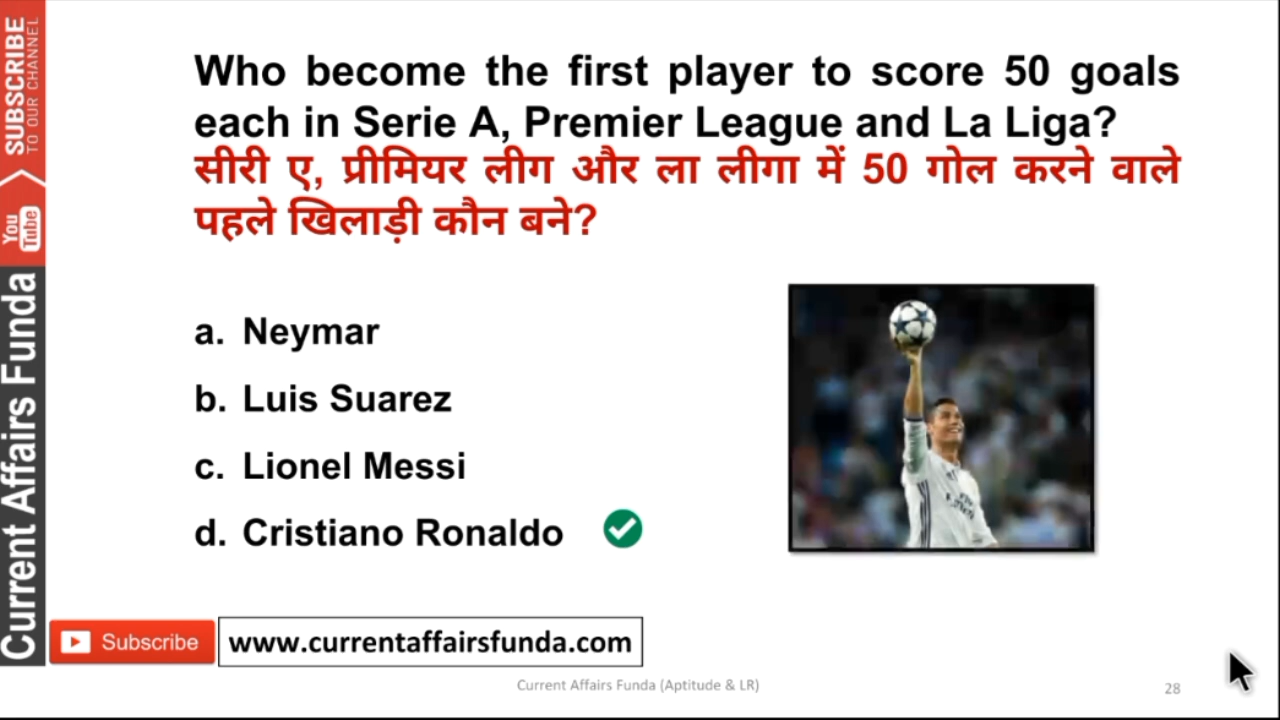 SUBSCRIBE
TO OUR CHANNEL
You
Tube
Current Affairs Funda
Who become the first player to score 50 goals
each in Serie A, Premier League and La Liga?
सीरी ए, प्रीमियर लीग और ला लीगा में 50 गोल करने वाले
पहले खिलाड़ी कौन बने?
a. Neymar
b. Luis Suarez
c. Lionel Messi
d. Cristiano Ronaldo
Subscribe
www.currentaffairsfunda.com
Current Affairs Funda (Aptitude & LR)
28